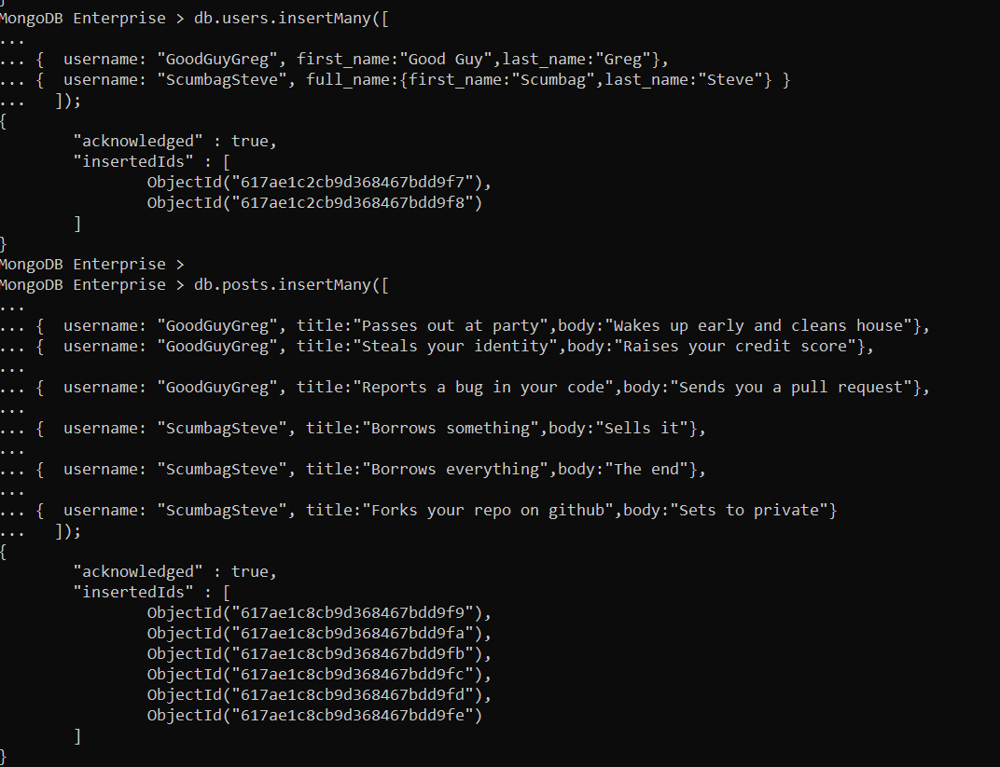 }
MongoDB Enterprise > db.users.insertMany([
...
... {  username: "GoodGuyGreg", first_name:"Good Guy",last_name:"Greg"},
... {  username: "ScumbagSteve", full_name:{first_name:"Scumbag",last_name:"Steve"} }
...    ]);
{
        "acknowledged" : true,
        "insertedIds" : [
                ObjectId("617ae1c2cb9d368467bdd9f7"),
                ObjectId("617ae1c2cb9d368467bdd9f8")
        ]
}
MongoDB Enterprise >
MongoDB Enterprise > db.posts.insertMany([
...
... {  username: "GoodGuyGreg", title:"Passes out at party",body:"Wakes up early and cleans house"},
... {  username: "GoodGuyGreg", title:"Steals your identity",body:"Raises your credit score"},
...
... {  username: "GoodGuyGreg", title:"Reports a bug in your code",body:"Sends you a pull request"},
...
... {  username: "ScumbagSteve", title:"Borrows something",body:"Sells it"},
...
... {  username: "ScumbagSteve", title:"Borrows everything",body:"The end"},
...
... {  username: "ScumbagSteve", title:"Forks your repo on github",body:"Sets to private"}
...    ]);
{
        "acknowledged" : true,
        "insertedIds" : [
                ObjectId("617ae1c8cb9d368467bdd9f9"),
                ObjectId("617ae1c8cb9d368467bdd9fa"),
                ObjectId("617ae1c8cb9d368467bdd9fb"),
                ObjectId("617ae1c8cb9d368467bdd9fc"),
                ObjectId("617ae1c8cb9d368467bdd9fd"),
                ObjectId("617ae1c8cb9d368467bdd9fe")
        ]
}